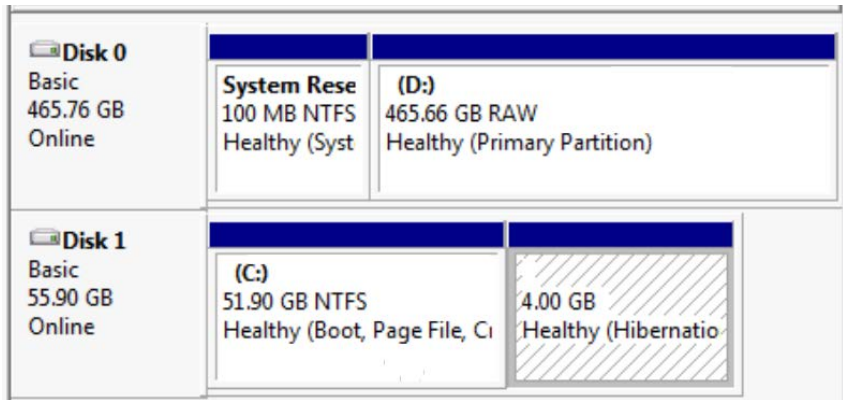 Disk 0
Basic
465.76 GB
Online
System Rese
100 MB NTFS
Healthy (Syst
(D:)
465.66 GB RAW
Healthy (Primary Partition)
Disk 1
Basic
55.90 GB
Online
(C:)
51.90 GB NTFS
Healthy (Boot, Page File, Cr
4.00 GB
Healthy (Hibernatio